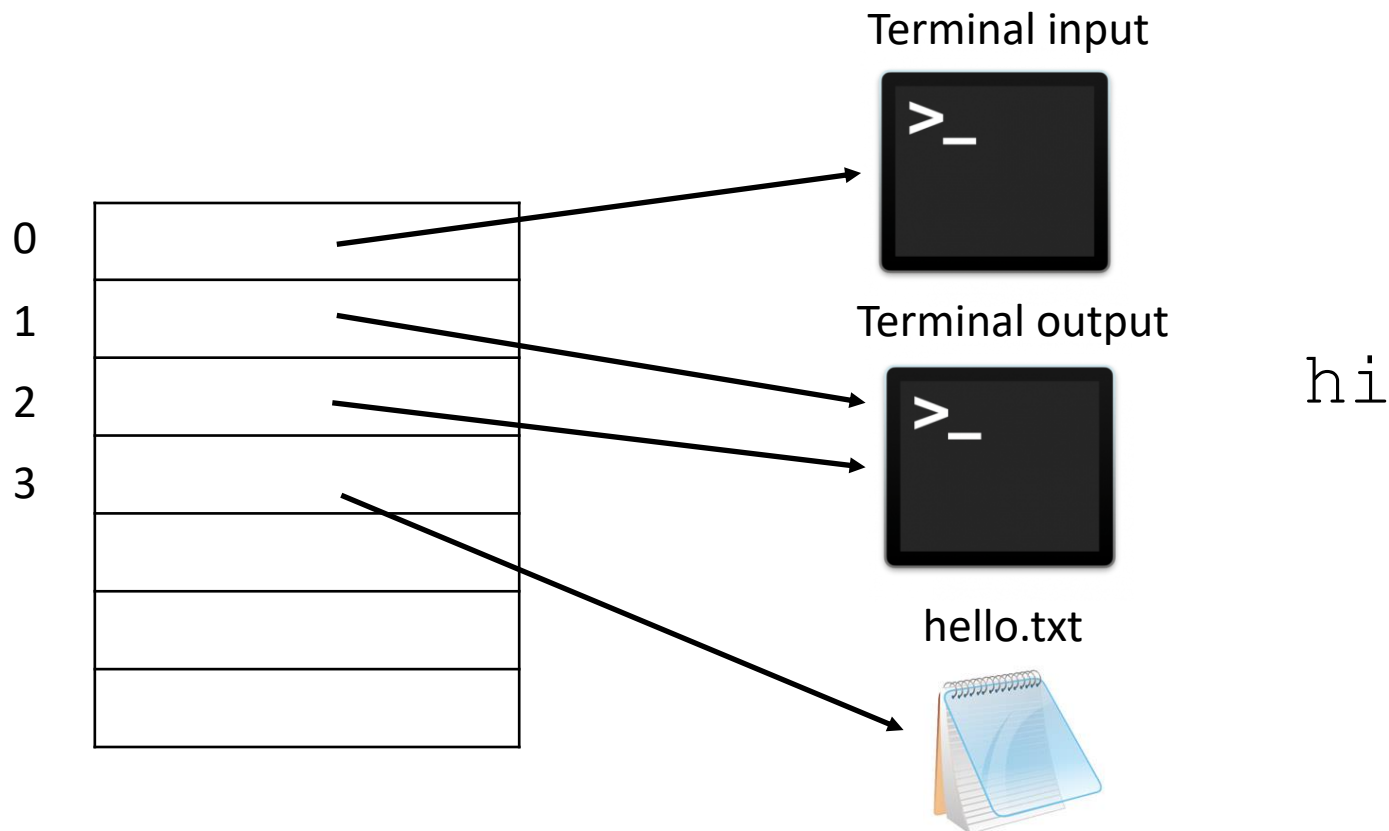 Terminal input
>_
0
1
Terminal output
hi
2
>_
3
hello.txt